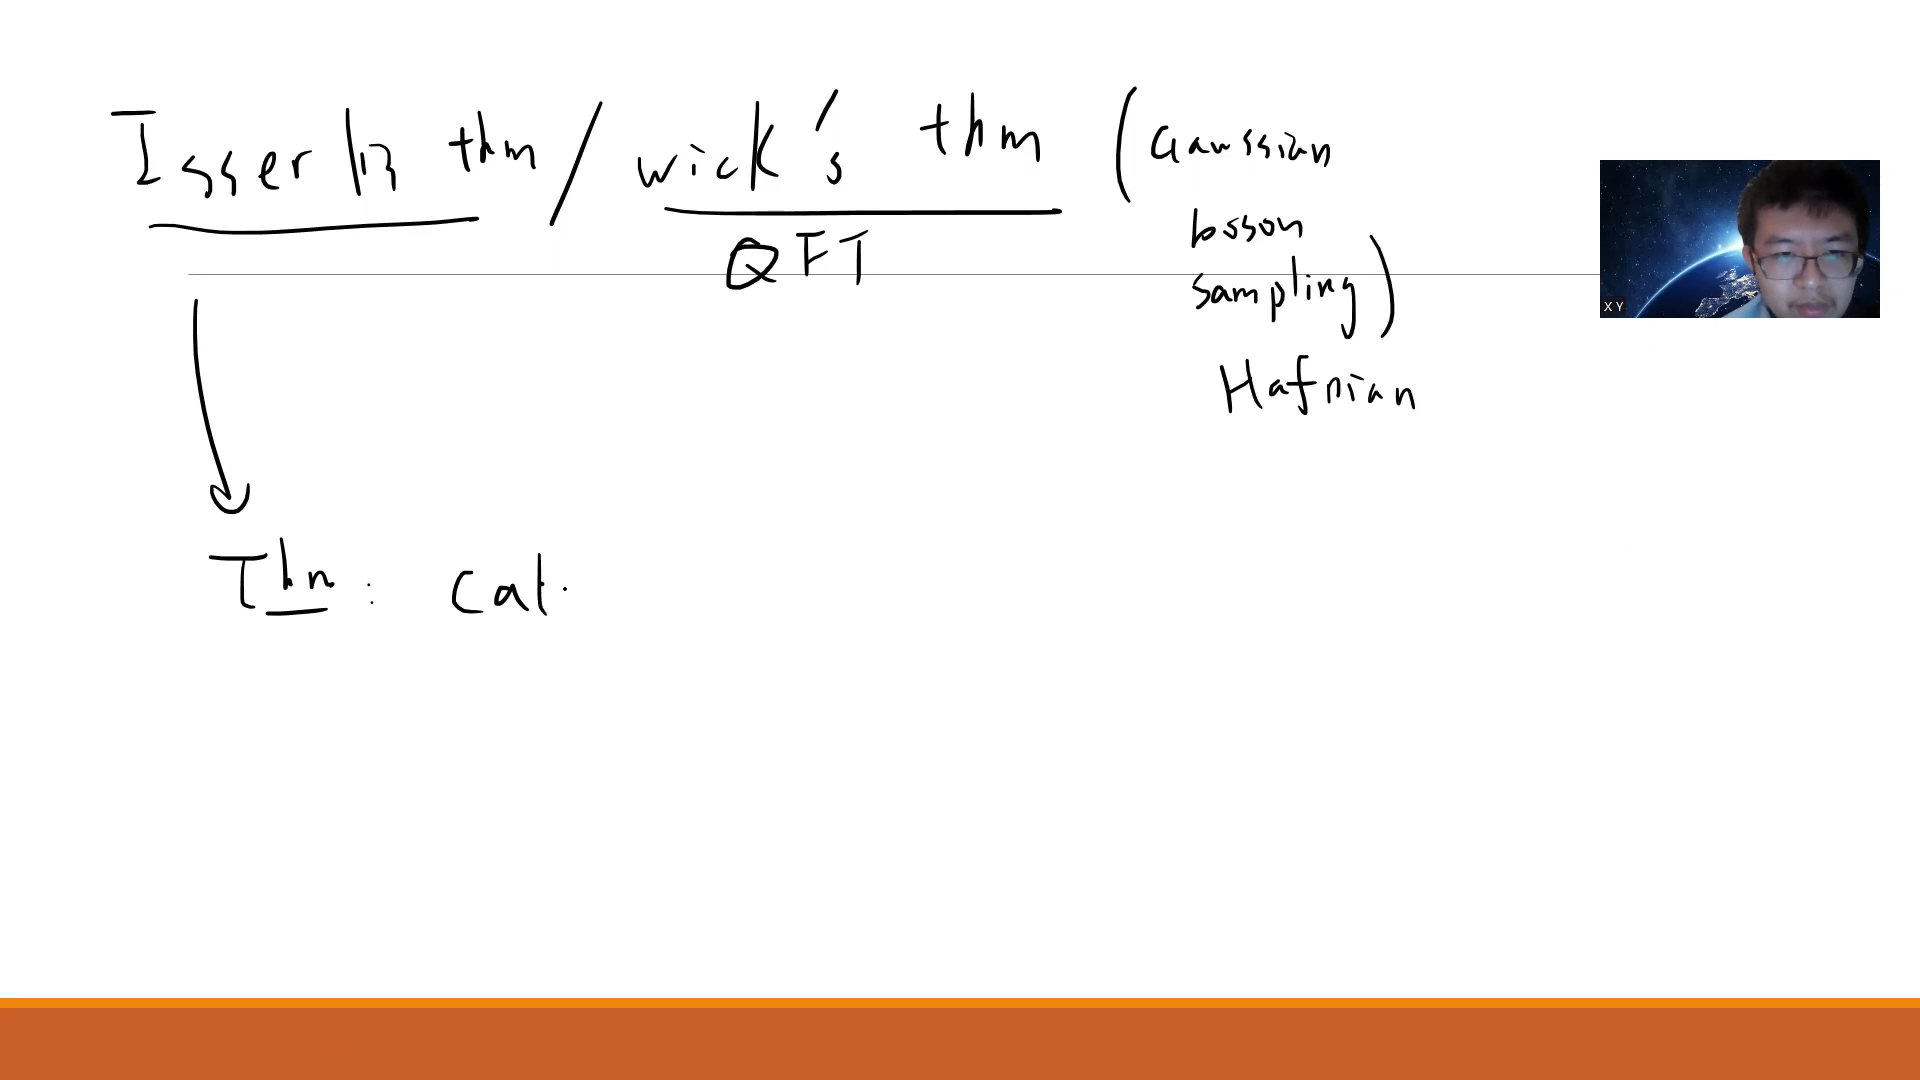 Isserlis thm / wick's thm (Gaussian
boson
sampling)
QFT
Hafnian
Thm: cal
X Y